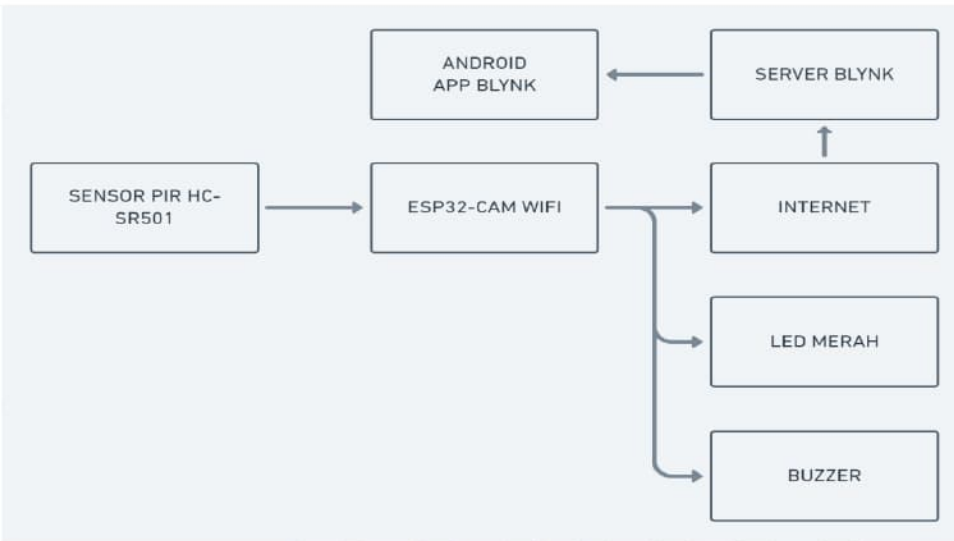 ANDROID
APP BLYNK
SERVER BLYNK
SENSOR PIR HC-
SR501
ESP32-CAM WIFI
INTERNET
LED MERAH
BUZZER